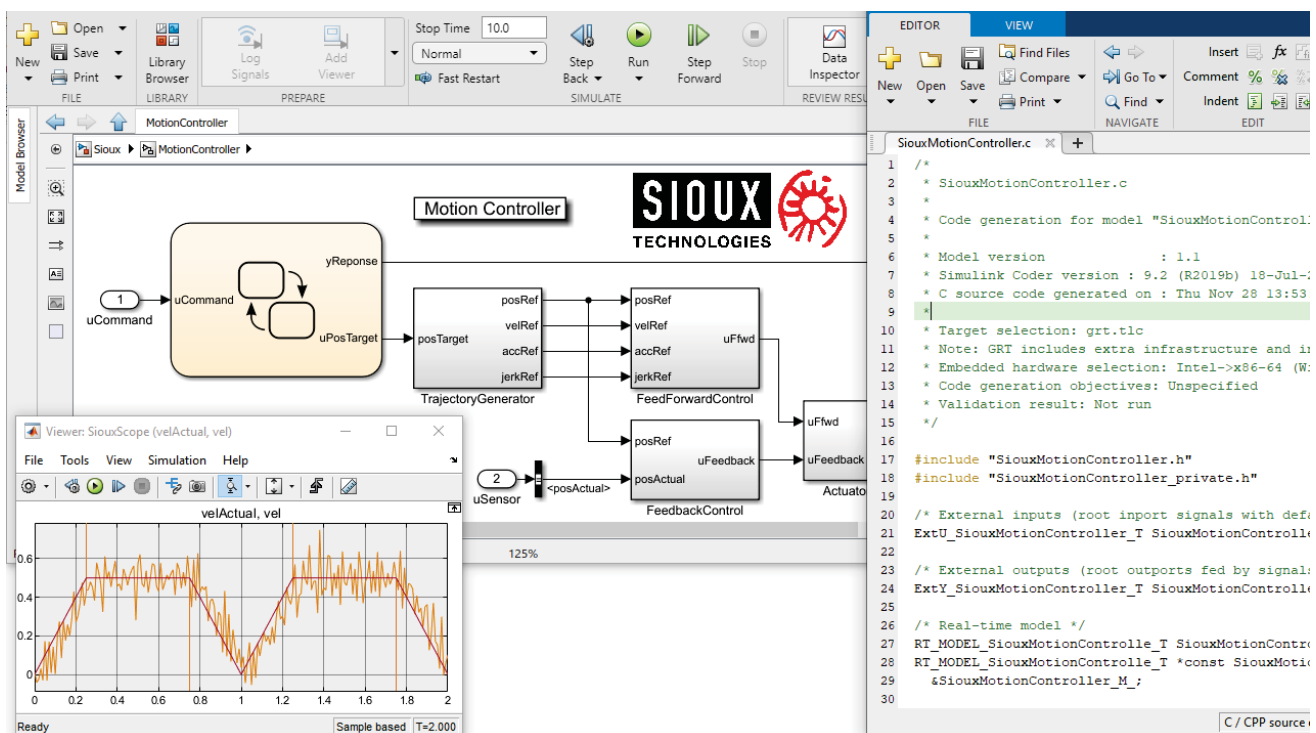 Open
Save
Print
New
FILE
Library
Browser
LIBRARY
Log
Signals
Add
Viewer
PREPARE
Stop Time 10.0
Normal
Fast Restart
Step
Back
Run
Step
Forward
Stop
SIMULATE
Data
Inspector
REVIEW RESU
Model Browser
MotionController
Sioux MotionController
Motion Controller
SIOUX
TECHNOLOGIES
1
uCommand
uCommand
yReponse
uPosTarget
posTarget
posRef
velRef
accRef
jerkRef
TrajectoryGenerator
posRef
velRef
accRef
jerkRef
uFfwd
FeedForwardControl
2
uSensor
<posActual>
posRef
posActual
uFeedback
FeedbackControl
uFfwd
uFeedback
Actuato
125%
Viewer: SiouxScope (velActual, vel)
File Tools View Simulation Help
velActual, vel
0.6
0.4
0.2
0
0 0.2 0.4 0.6 0.8 1 1.2 1.4 1.6 1.8 2
Ready Sample based T=2.000
EDITOR VIEW
New Open Save
Find Files
Compare
Print
FILE
Go To
Find
NAVIGATE
Insert fx
Comment %
Indent
EDIT
SiouxMotionController.c
1 /*
2 * SiouxMotionController.c
3 *
4 * Code generation for model "SiouxMotionControll
5 *
6 * Model version : 1.1
7 * Simulink Coder version : 9.2 (R2019b) 18-Jul-2
8 * C source code generated on : Thu Nov 28 13:53
9 *
10 * Target selection: grt.tlc
11 * Note: GRT includes extra infrastructure and in
12 * Embedded hardware selection: Intel->x86-64 (Wi
13 * Code generation objectives: Unspecified
14 * Validation result: Not run
15 */
16
17 #include "SiouxMotionController.h"
18 #include "SiouxMotionController_private.h"
19
20 /* External inputs (root inport signals with defa
21 ExtU_SiouxMotionController_T SiouxMotionControlle
22
23 /* External outputs (root outports fed by signals
24 ExtY_SiouxMotionController_T SiouxMotionControlle
25
26 /* Real-time model */
27 RT_MODEL_SiouxMotionControlle_T SiouxMotionContro
28 RT_MODEL_SiouxMotionControlle_T *const SiouxMotio
29 &SiouxMotionController_M_;
30
C / CPP source